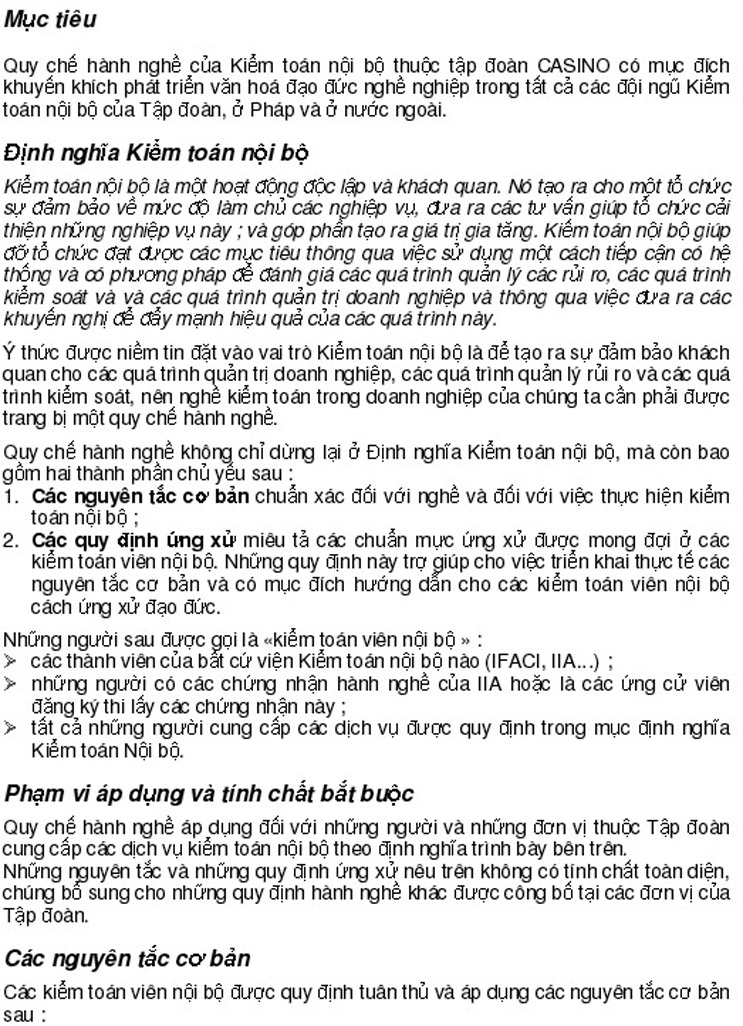 Mục tiêu
Quy chế hành nghề của Kiểm toán nội bộ thuộc tập đoàn CASINO có mục đích
khuyến khích phát triển văn hoá đạo đức nghề nghiệp trong tất cả các đội ngũ Kiểm
toán nội bộ của Tập đoàn, ở Pháp và ở nước ngoài.
Định nghĩa Kiểm toán nội bộ
Kiểm toán nội bộ là một hoạt động độc lập và khách quan. Nó tạo ra cho một tổ chức
sự đảm bảo về mức độ làm chủ các nghiệp vụ, đưa ra các tư vấn giúp tổ chức cải
thiện những nghiệp vụ này ; và góp phần tạo ra giá trị gia tăng. Kiểm toán nội bộ giúp
đỡ tổ chức đạt được các mục tiêu thông qua việc sử dụng một cách tiếp cận có hệ
thống và có phương pháp để đánh giá các quá trình quản lý các rủi ro, các quá trình
kiểm soát và và các quá trình quản trị doanh nghiệp và thông qua việc đưa ra các
khuyến nghị để đẩy mạnh hiệu quả của các quá trình này.
Ý thức được niềm tin đặt vào vai trò Kiểm toán nội bộ là để tạo ra sự đảm bảo khách
quan cho các quá trình quản trị doanh nghiệp, các quá trình quản lý rủi ro và các quá
trình kiểm soát, nên nghề kiểm toán trong doanh nghiệp của chúng ta cần phải được
trang bị một quy chế hành nghề.
Quy chế hành nghề không chỉ dừng lại ở Định nghĩa Kiểm toán nội bộ, mà còn bao
gồm hai thành phần chủ yếu sau :
1. Các nguyên tắc cơ bản chuẩn xác đối với nghề và đối với việc thực hiện kiểm
toán nội bộ ;
2. Các quy định ứng xử miêu tả các chuẩn mực ứng xử được mong đợi ở các
kiểm toán viên nội bộ. Những quy định này trợ giúp cho việc triển khai thực tế các
nguyên tắc cơ bản và có mục đích hướng dẫn cho các kiểm toán viên nội bộ
cách ứng xử đạo đức.
Những người sau được gọi là «kiểm toán viên nội bộ » :
➢ các thành viên của bất cứ viện Kiểm toán nội bộ nào (IFACI, IIA...) ;
➢ những người có các chứng nhận hành nghề của IIA hoặc là các ứng cử viên
đăng ký thi lấy các chứng nhận này ;
➢ tất cả những người cung cấp các dịch vụ được quy định trong mục định nghĩa
Kiểm toán Nội bộ.
Phạm vi áp dụng và tính chất bắt buộc
Quy chế hành nghề áp dụng đối với những người và những đơn vị thuộc Tập đoàn
cung cấp các dịch vụ kiểm toán nội bộ theo định nghĩa trình bày bên trên.
Những nguyên tắc và những quy định ứng xử nêu trên không có tính chất toàn diện,
chúng bổ sung cho những quy định hành nghề khác được công bố tại các đơn vị của
Tập đoàn.
Các nguyên tắc cơ bản
Các kiểm toán viên nội bộ được quy định tuân thủ và áp dụng các nguyên tắc cơ bản
sau :